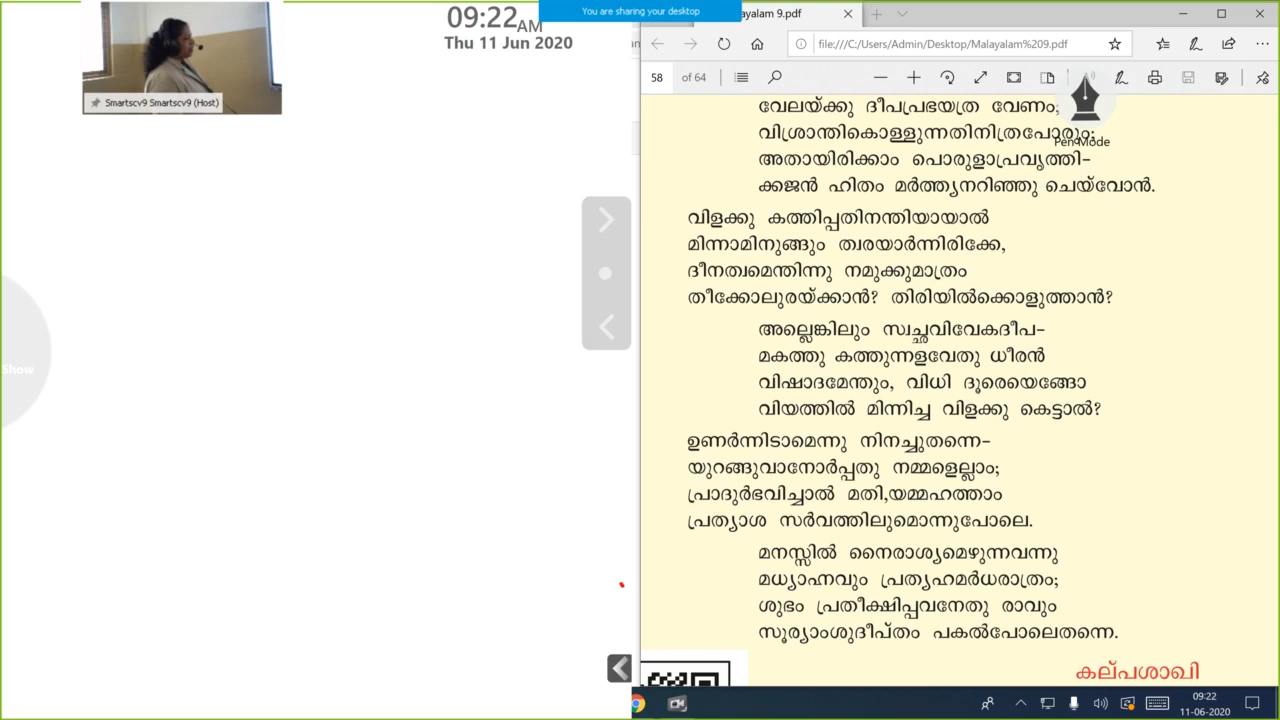 09:22AM
Thu 11 Jun 2020
Smartscv9 Smartscv9 (Host)
Show
You are sharing your desktop
ayalam 9.pdf
file:///C:/Users/Admin/Desktop/Malayalam%209.pdf
58 of 64
Pen Mode
വേലയ്ക്കു ദീപപ്രഭയത്ര വേണം;
വിശ്രാന്തികൊള്ളുന്നതിനിത്രപോരും;
അതായിരിക്കാം പൊരുളാപ്രവൃത്തി-
ക്കജൻ ഹിതം മർത്ത്യനറിഞ്ഞു ചെയ്‌വോൻ.
വിളക്കു കത്തിപ്പതിനന്തിയായാൽ
മിന്നാമിനുങ്ങും ത്വരയാർന്നിരിക്കേ,
ദീനത്വമെന്തിന്നു നമുക്കുമാത്രം
തീക്കോലുരയ്ക്കാൻ? തിരിയിൽക്കൊളുത്താൻ?
അല്ലെങ്കിലും സ്വച്ഛവിവേകദീപ-
മകത്തു കത്തുന്നളവേതു ധീരൻ
വിഷാദമേന്തും, വിധി ദൂരെയെങ്ങോ
വിയത്തിൽ മിന്നിച്ച വിളക്കു കെട്ടാൽ?
ഉണർന്നിടാമെന്നു നിനച്ചുതന്നെ-
യുറങ്ങുവാനോർപ്പതു നമ്മളെല്ലാം;
പ്രാദുർഭവിച്ചാൽ മതി,യമ്മഹത്താം
പ്രത്യാശ സർവത്തിലുമൊന്നുപോലെ.
മനസ്സിൽ നൈരാശ്യമെഴുന്നവന്നു
മധ്യാഹ്നവും പ്രത്യഹമർധരാത്രം;
ശുഭം പ്രതീക്ഷിപ്പവനേതു രാവും
സൂര്യാംശുദീപ്തം പകൽപോലെതന്നെ.
കല്പശാഖി
09:22
11-06-2020